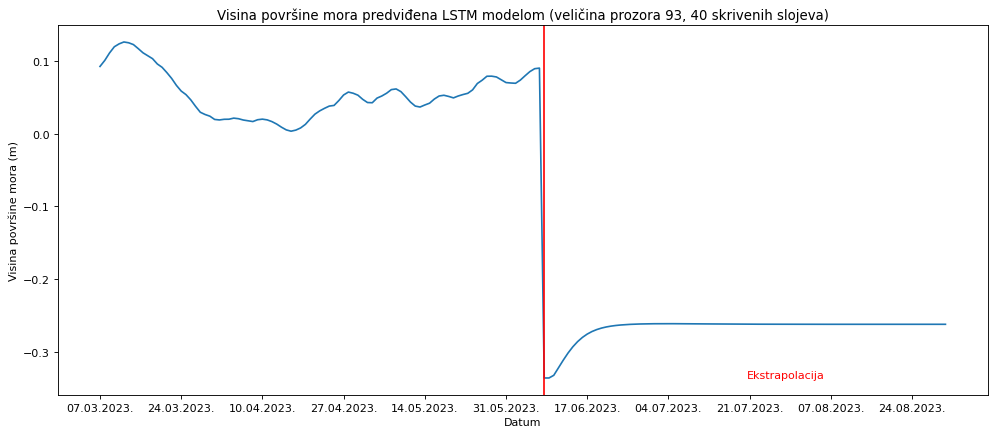 Visina površine mora predviđena LSTM modelom (veličina prozora 93, 40 skrivenih slojeva)
Visina površine mora (m)
0.1
0.0
−0.1
−0.2
−0.3
Ekstrapolacija
07.03.2023. 24.03.2023. 10.04.2023. 27.04.2023. 14.05.2023. 31.05.2023. 17.06.2023. 04.07.2023. 21.07.2023. 07.08.2023. 24.08.2023.
Datum